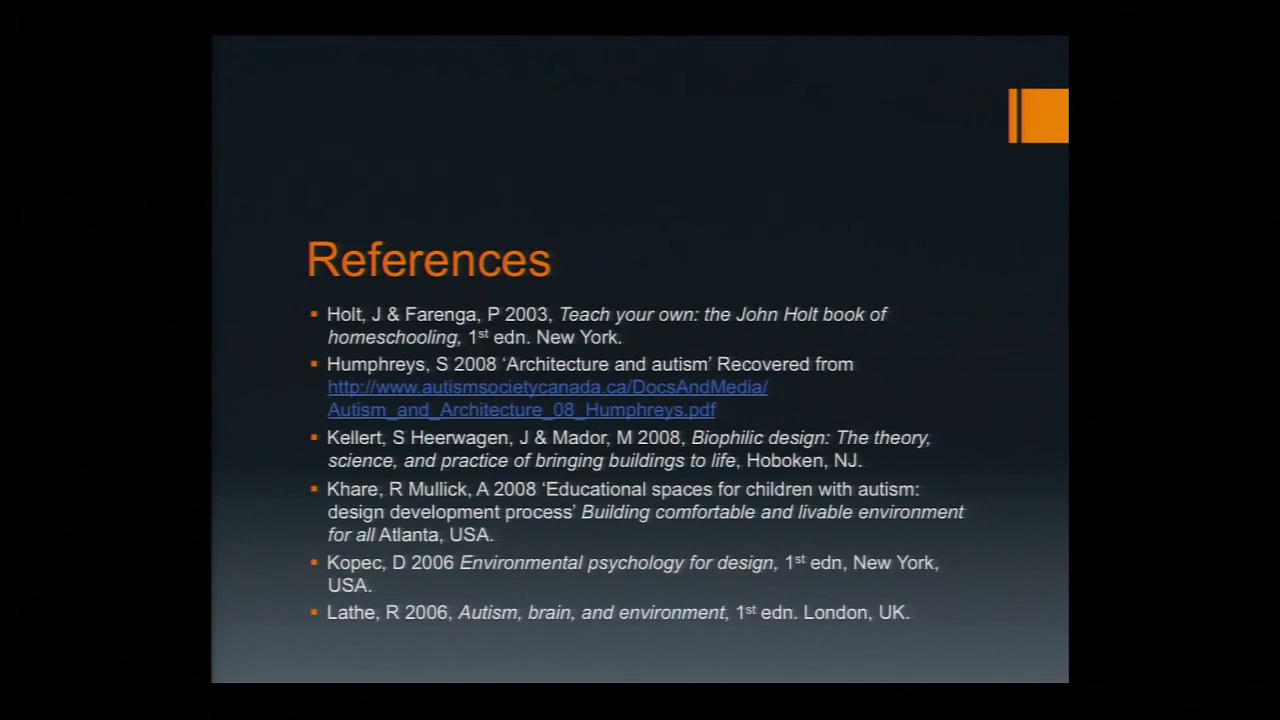 References
Holt, J & Farenga, P 2003, Teach your own: the John Holt book of
homeschooling, 1st edn. New York.
Humphreys, S 2008 ‘Architecture and autism’ Recovered from
http://www.autismsocietycanada.ca/DocsAndMedia/
Autism_and_Architecture_08_Humphreys.pdf
Kellert, S Heerwagen, J & Mador, M 2008, Biophilic design: The theory,
science, and practice of bringing buildings to life, Hoboken, NJ.
Khare, R Mullick, A 2008 ‘Educational spaces for children with autism:
design development process’ Building comfortable and livable environment
for all Atlanta, USA.
Kopec, D 2006 Environmental psychology for design, 1st edn, New York,
USA.
Lathe, R 2006, Autism, brain, and environment, 1st edn. London, UK.